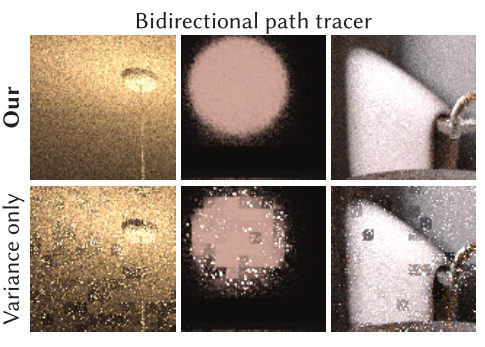 Bidirectional path tracer
Our
Variance only